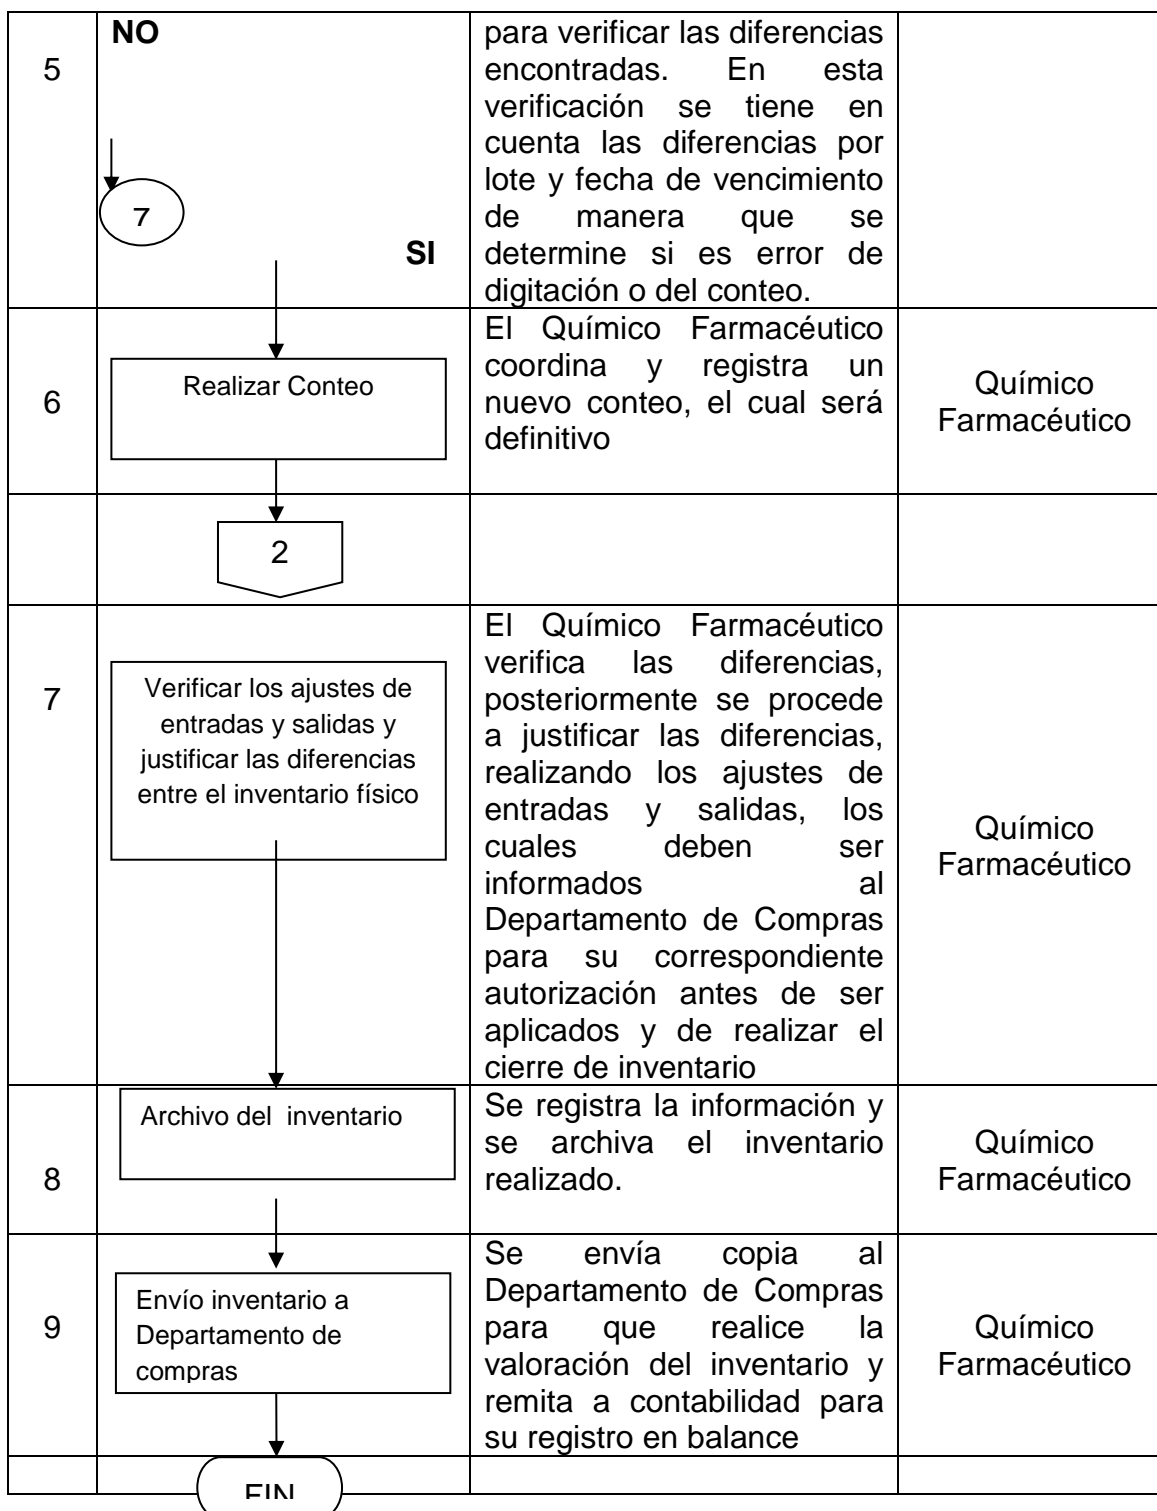 5
NO
7
SI
para verificar las diferencias
encontradas. En esta
verificación se tiene en
cuenta las diferencias por
lote y fecha de vencimiento
de manera que se
determine si es error de
digitación o del conteo.
6
Realizar Conteo
El Químico Farmacéutico
coordina y registra un
nuevo conteo, el cual será
definitivo
Químico
Farmacéutico
2
7
Verificar los ajustes de
entradas y salidas y
justificar las diferencias
entre el inventario físico
El Químico Farmacéutico
verifica las diferencias,
posteriormente se procede
a justificar las diferencias,
realizando los ajustes de
entradas y salidas, los
cuales deben ser
informados al
Departamento de Compras
para su correspondiente
autorización antes de ser
aplicados y de realizar el
cierre de inventario
Químico
Farmacéutico
8
Archivo del inventario
Se registra la información y
se archiva el inventario
realizado.
Químico
Farmacéutico
9
Envío inventario a
Departamento de
compras
Se envía copia al
Departamento de Compras
para que realice la
valoración del inventario y
remita a contabilidad para
su registro en balance
Químico
Farmacéutico
FIN